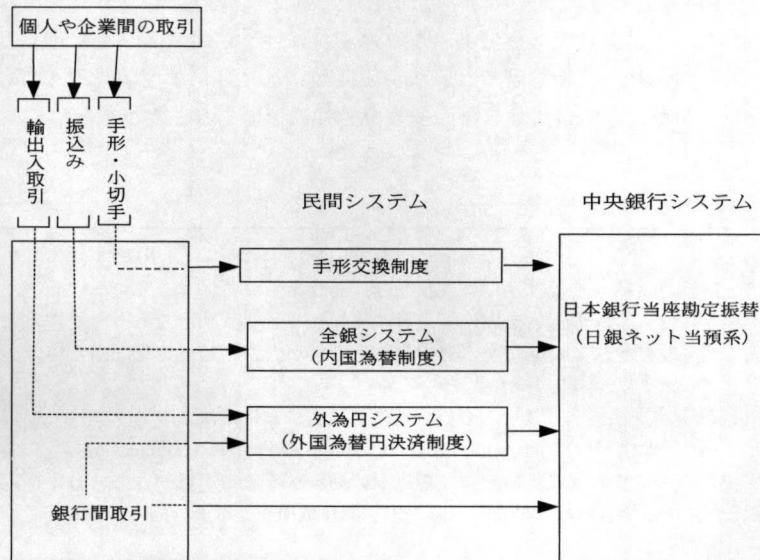 個人や企業間の取引
輸出入取引
振込み
手形・小切手
民間システム
中央銀行システム
手形交換制度
日本銀行当座勘定振替
(日銀ネット当預系)
全銀システム
(内国為替制度)
外為円システム
(外国為替円決済制度)
銀行間取引